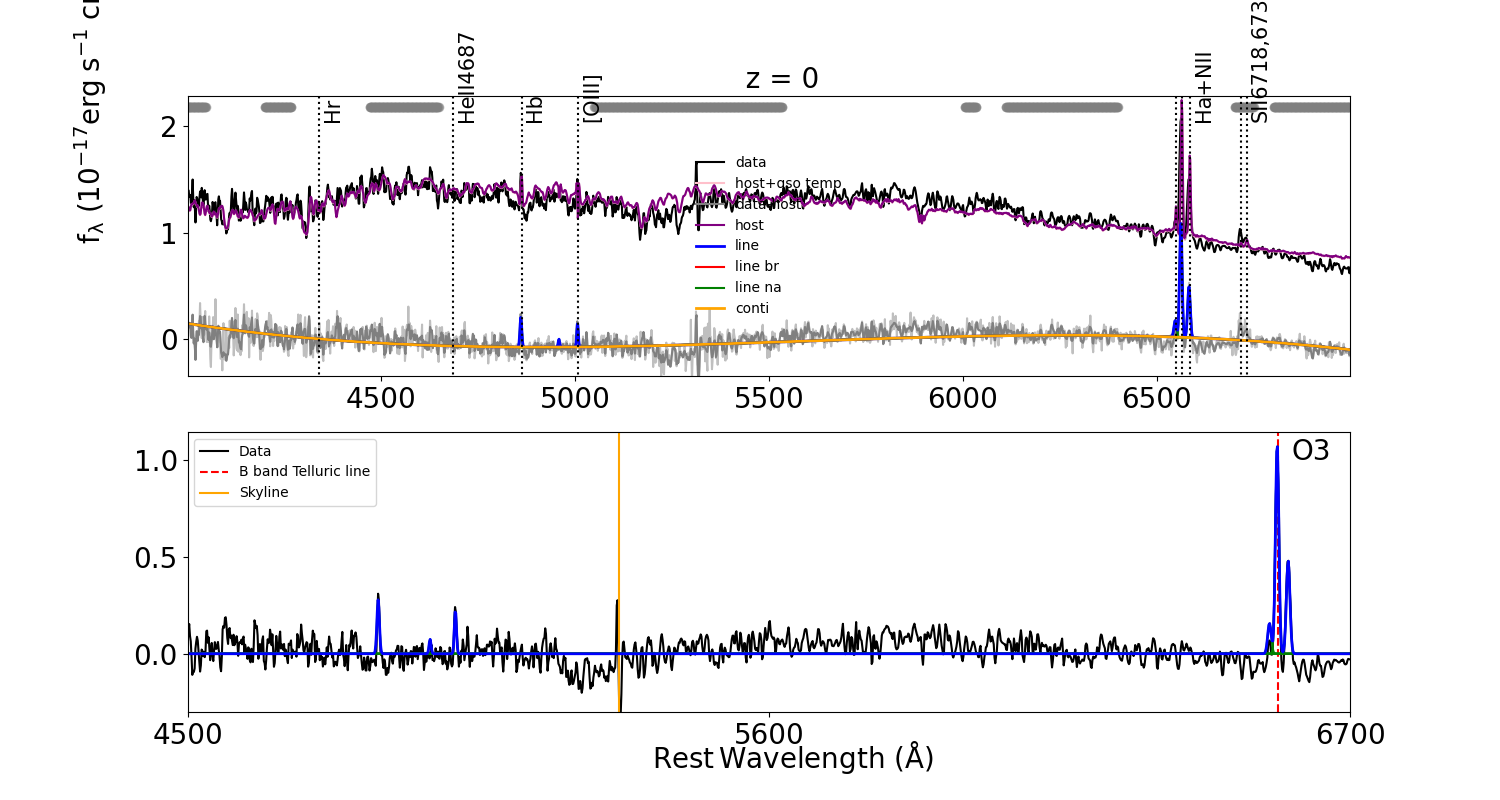 z = 0
f_λ (10^−17 erg s^−1 c
Hr
HeII4687
Hb
[OIII]
Ha+NII
SII6718,673
2
1
0
data
host+qso temp
data-host
host
line
line br
line na
conti
4500 5000 5500 6000 6500
Data
B band Telluric line
Skyline
O3
1.0
0.5
0.0
4500 5600 6700
Rest Wavelength (Å)